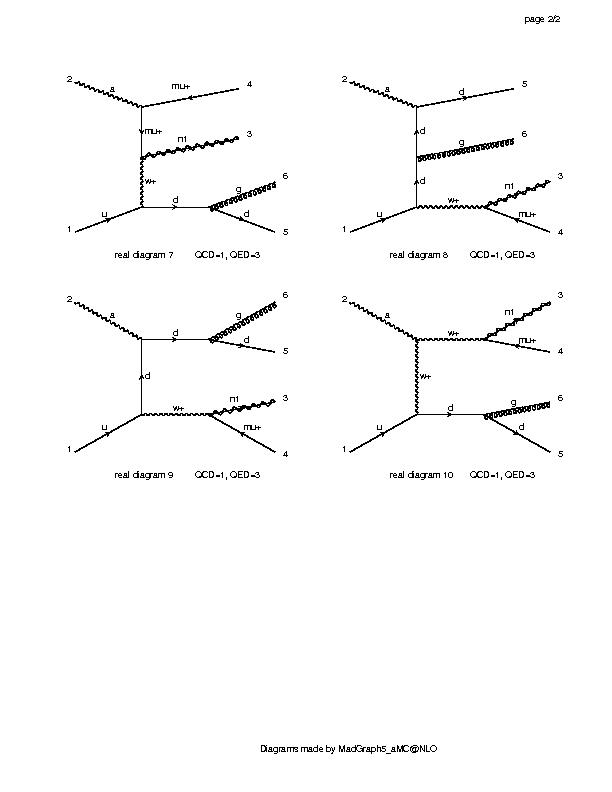 page 2/2
2 a mu+ 4
mu+
n1 3
w+
g 6
u d
1 d 5
real diagram 7 QCD=1, QED=3
2 a d 5
d
g 6
d
n1 3
u w+
1 mu+ 4
real diagram 8 QCD=1, QED=3
2 a g 6
d d 5
d
n1 3
u w+ mu+
1 4
real diagram 9 QCD=1, QED=3
2 a n1 3
w+ mu+ 4
w+
g 6
u d d
1 5
real diagram 10 QCD=1, QED=3
Diagrams made by MadGraph5_aMC@NLO